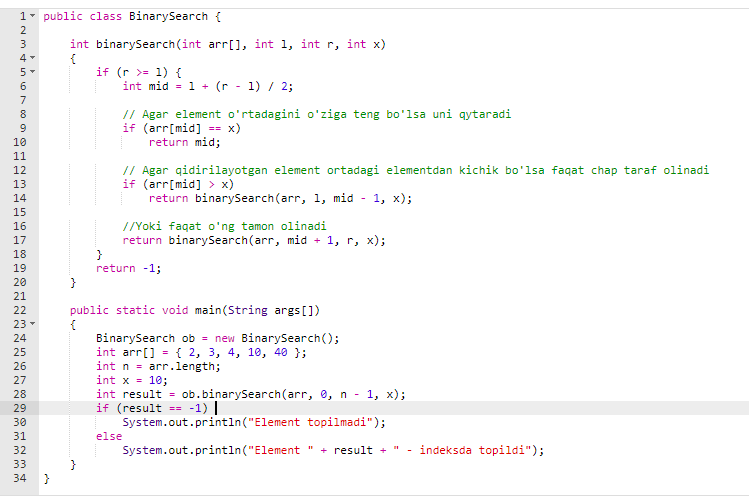 1 public class BinarySearch {
2
3     int binarySearch(int arr[], int l, int r, int x)
4     {
5         if (r >= l) {
6             int mid = l + (r - l) / 2;
7
8             // Agar element o'rtadagini o'ziga teng bo'lsa uni qytaradi
9             if (arr[mid] == x)
10                 return mid;
11
12             // Agar qidirilayotgan element ortadagi elementdan kichik bo'lsa faqat chap taraf olinadi
13             if (arr[mid] > x)
14                 return binarySearch(arr, l, mid - 1, x);
15
16             //Yoki faqat o'ng tamon olinadi
17             return binarySearch(arr, mid + 1, r, x);
18         }
19         return -1;
20     }
21
22     public static void main(String args[])
23     {
24         BinarySearch ob = new BinarySearch();
25         int arr[] = { 2, 3, 4, 10, 40 };
26         int n = arr.length;
27         int x = 10;
28         int result = ob.binarySearch(arr, 0, n - 1, x);
29         if (result == -1)
30             System.out.println("Element topilmadi");
31         else
32             System.out.println("Element " + result + " - indeksda topildi");
33     }
34 }